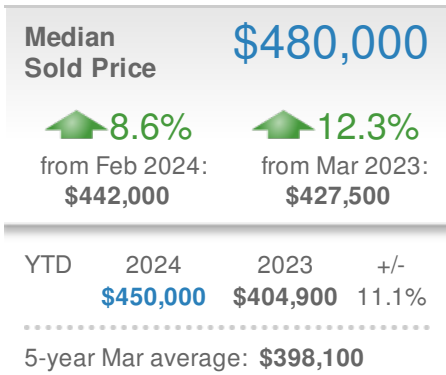 Median
Sold Price
$480,000
8.6%
12.3%
from Feb 2024:
from Mar 2023:
$442,000
$427,500
YTD 2024 2023 +/-
$450,000 $404,900 11.1%
5-year Mar average: $398,100